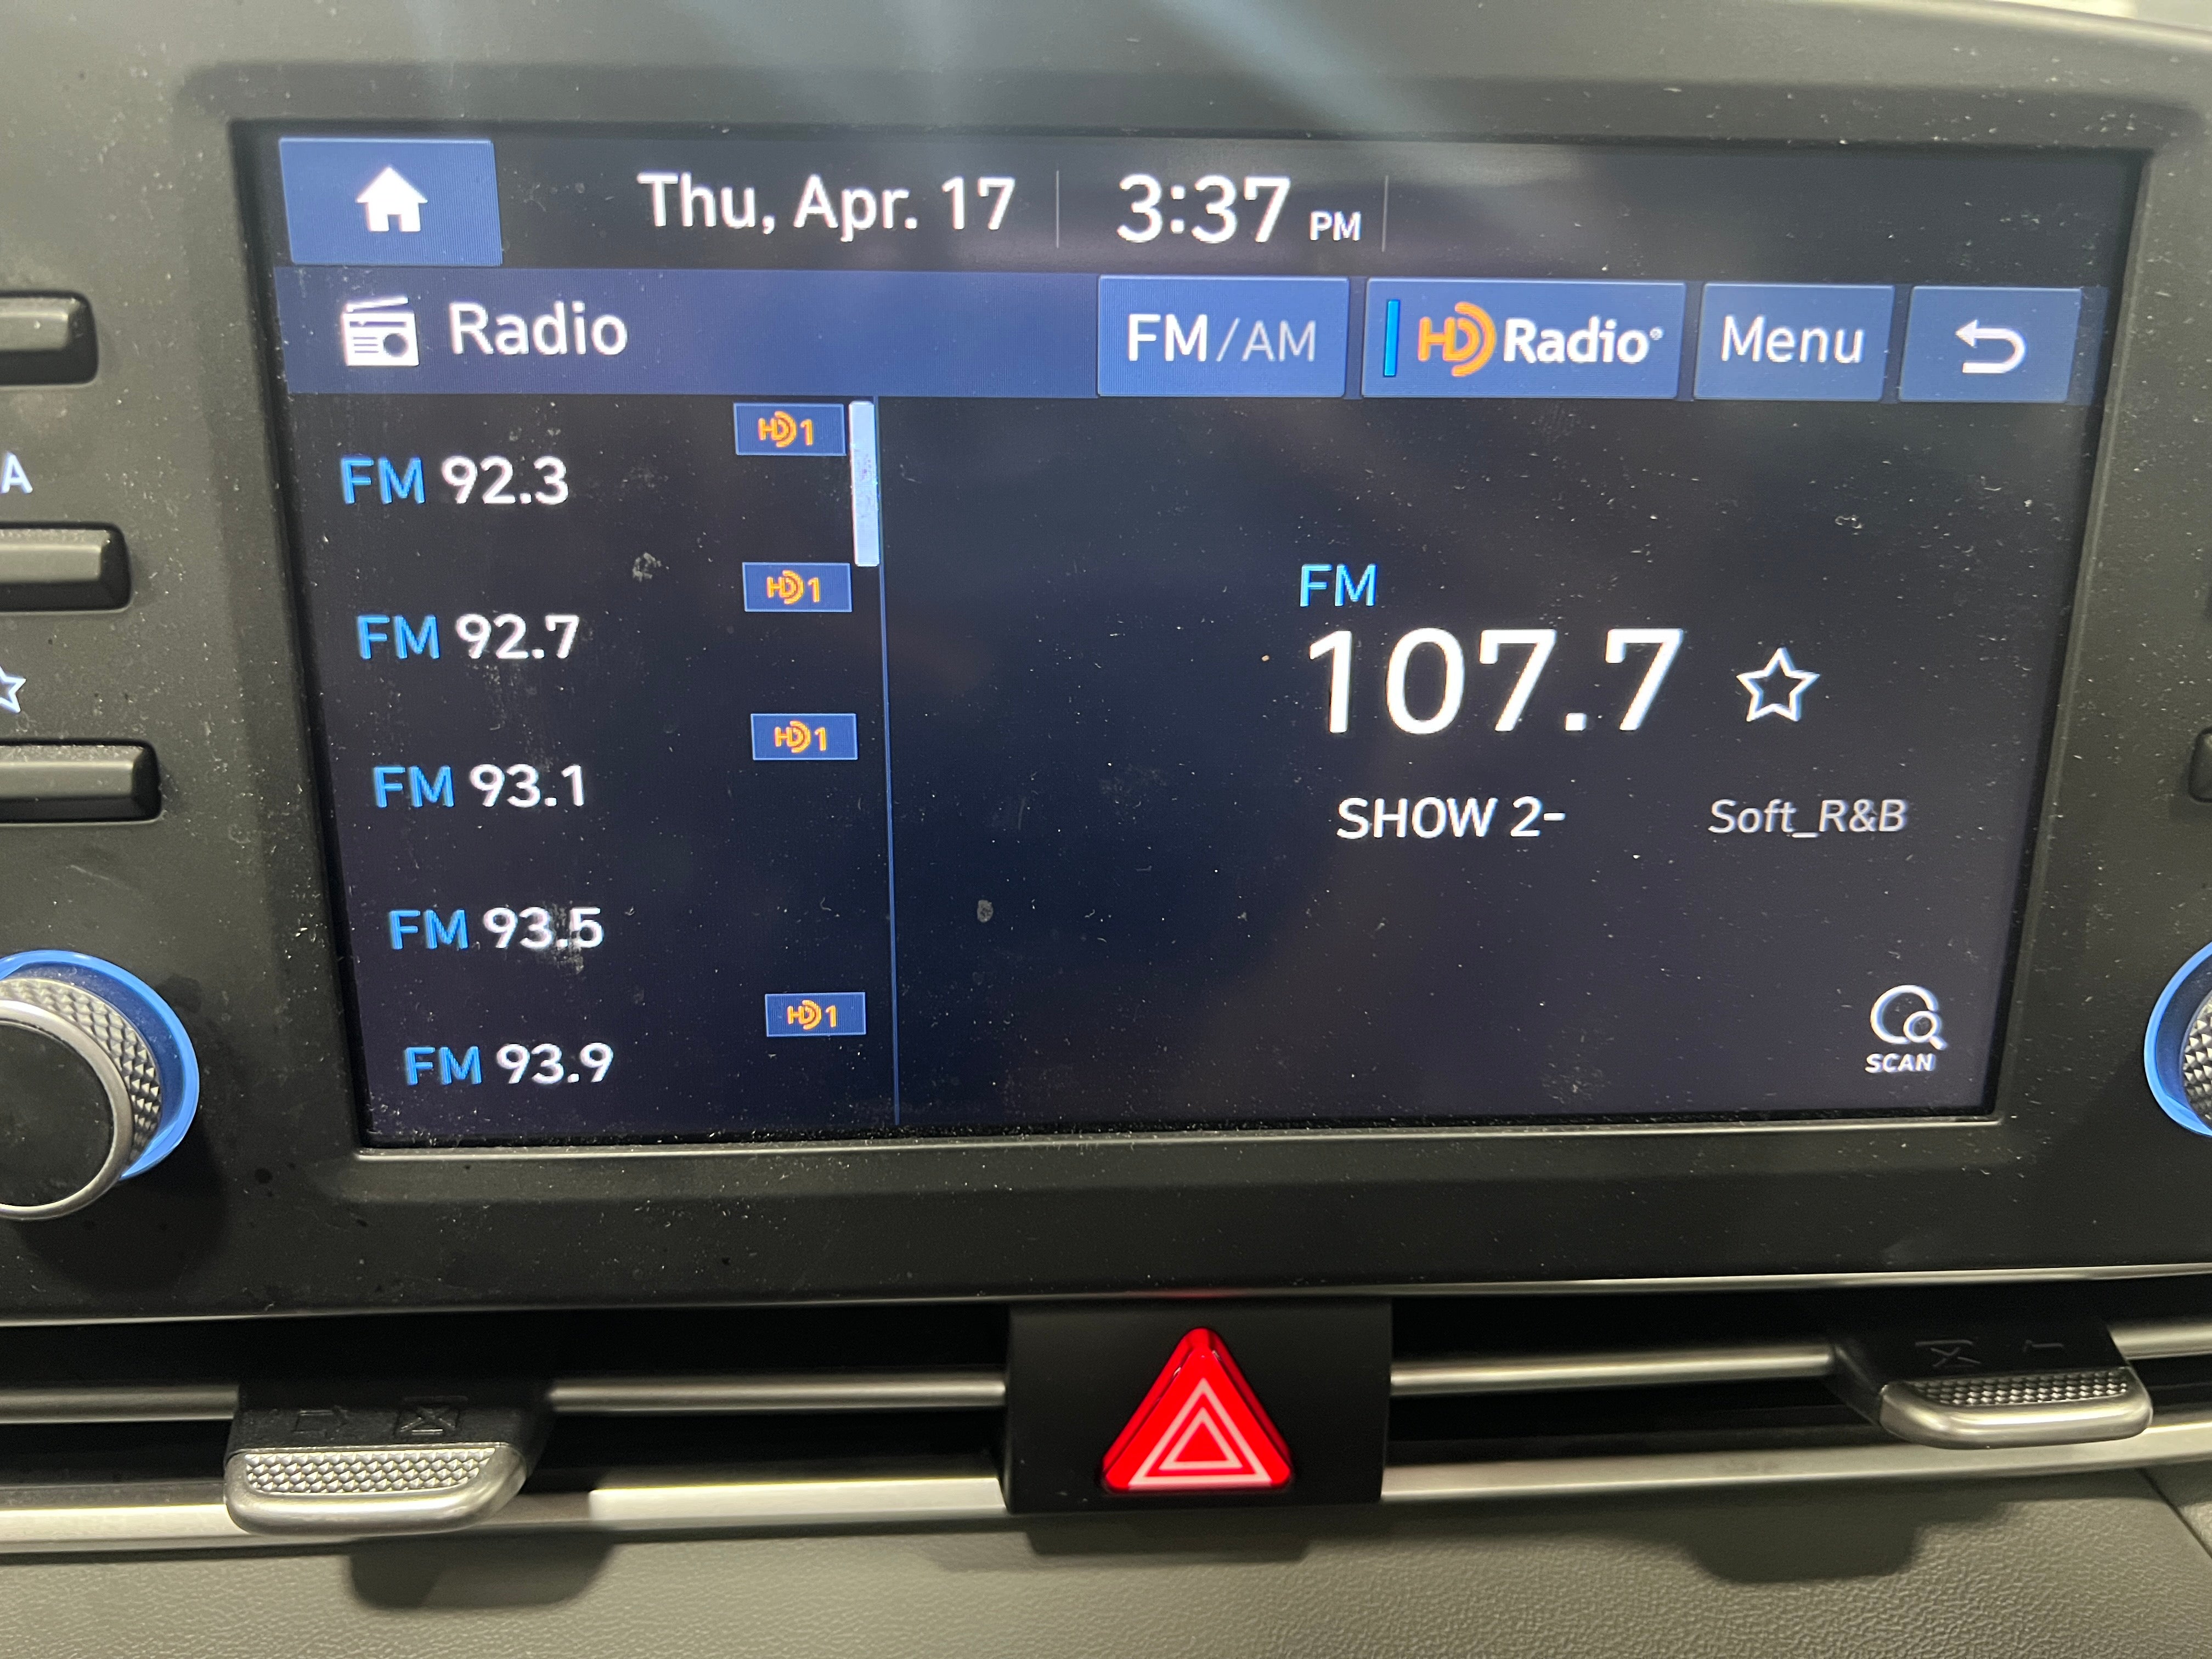 Thu, Apr. 17 3:37 PM
Radio FM/AM HD Radio® Menu
HD1
FM 92.3
HD1
FM 92.7
HD1
FM 93.1
FM 93.5
HD1
FM 93.9
FM
107.7
SHOW 2- Soft_R&B
SCAN
A